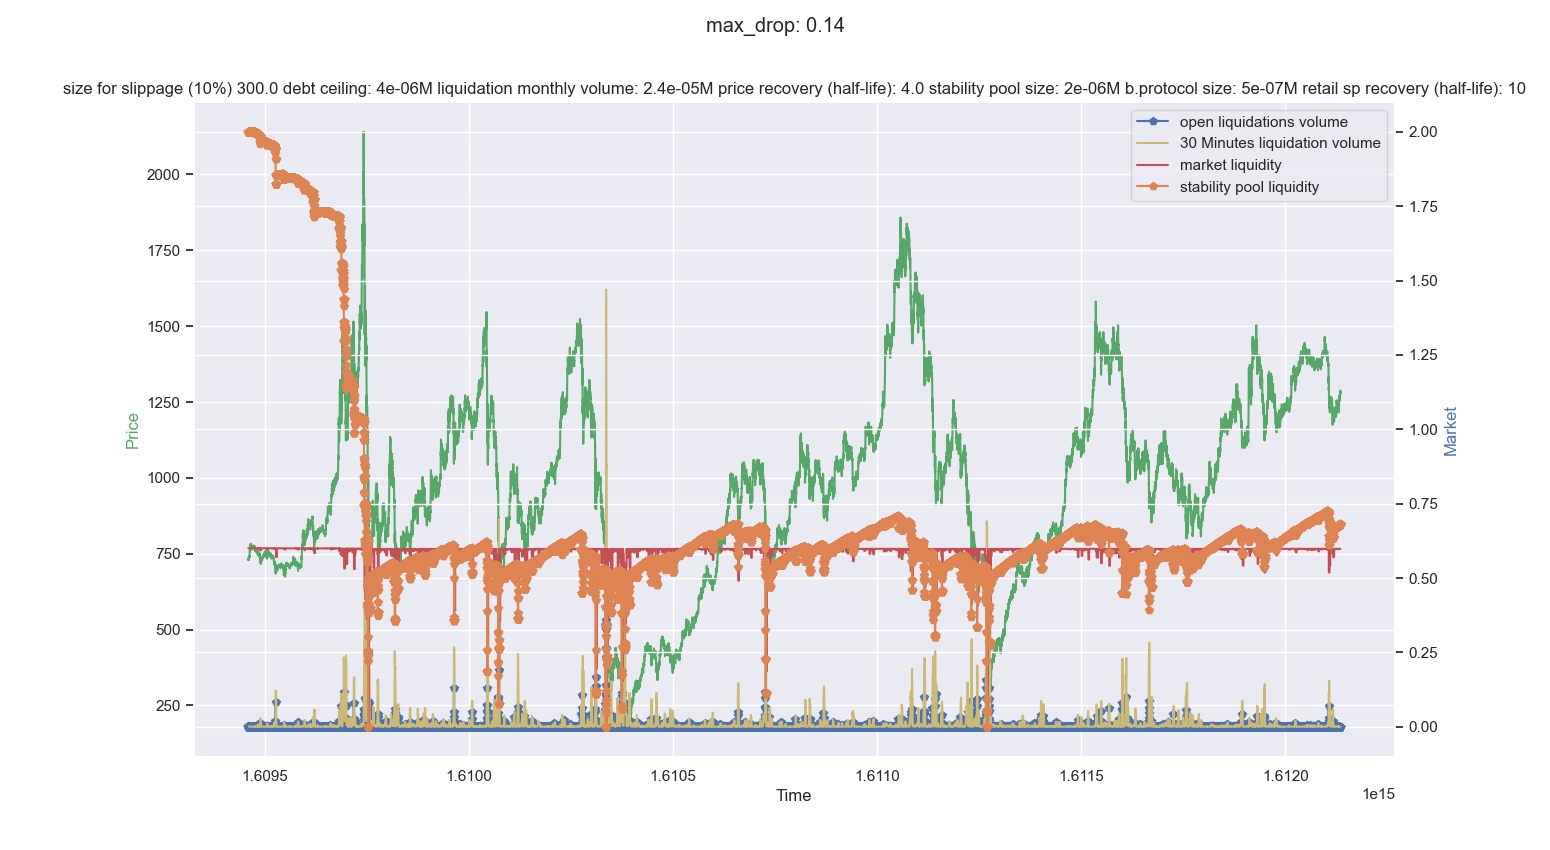 max_drop: 0.14
size for slippage (10%) 300.0 debt ceiling: 4e-06M liquidation monthly volume: 2.4e-05M price recovery (half-life): 4.0 stability pool size: 2e-06M b.protocol size: 5e-07M retail sp recovery (half-life): 10
open liquidations volume
30 Minutes liquidation volume
market liquidity
stability pool liquidity
2000
1750
1500
1250
1000
750
500
250
Price
2.00
1.75
1.50
1.25
1.00
0.75
0.50
0.25
0.00
Market
1.6095 1.6100 1.6105 1.6110 1.6115 1.6120
1e15
Time